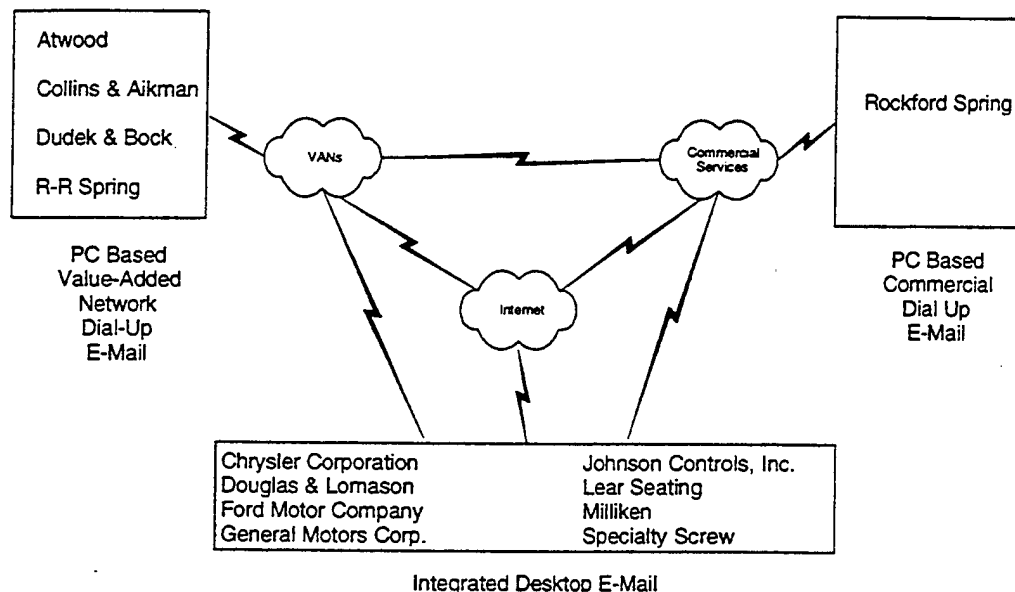 Atwood
Collins & Aikman
Dudek & Bock
R-R Spring
PC Based
Value-Added
Network
Dial-Up
E-Mail
VANs
Commercial
Services
Internet
Rockford Spring
PC Based
Commercial
Dial Up
E-Mail
Chrysler Corporation
Douglas & Lomason
Ford Motor Company
General Motors Corp.
Johnson Controls, Inc.
Lear Seating
Milliken
Specialty Screw
Integrated Desktop E-Mail